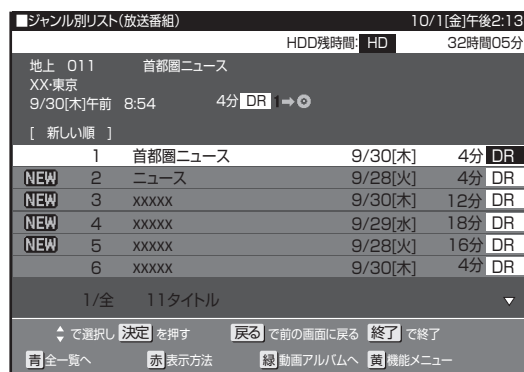 ■ジャンル別リスト(放送番組) 10/1[金]午後2:13
HDD残時間: HD 32時間05分
地上 011 首都圏ニュース
XX・東京
9/30[木]午前 8:54 4分 DR 1→
[ 新しい順 ]
1 首都圏ニュース 9/30[木] 4分 DR
NEW 2 ニュース 9/28[火] 4分 DR
NEW 3 xxxxx 9/30[木] 12分 DR
NEW 4 xxxxx 9/29[水] 18分 DR
NEW 5 xxxxx 9/28[火] 16分 DR
6 xxxxx 9/30[木] 4分 DR
1/全 11タイトル
で選択し 決定 を押す 戻る で前の画面に戻る 終了 で終了
青 全一覧へ 赤 表示方法 緑 動画アルバムへ 黄 機能メニュー